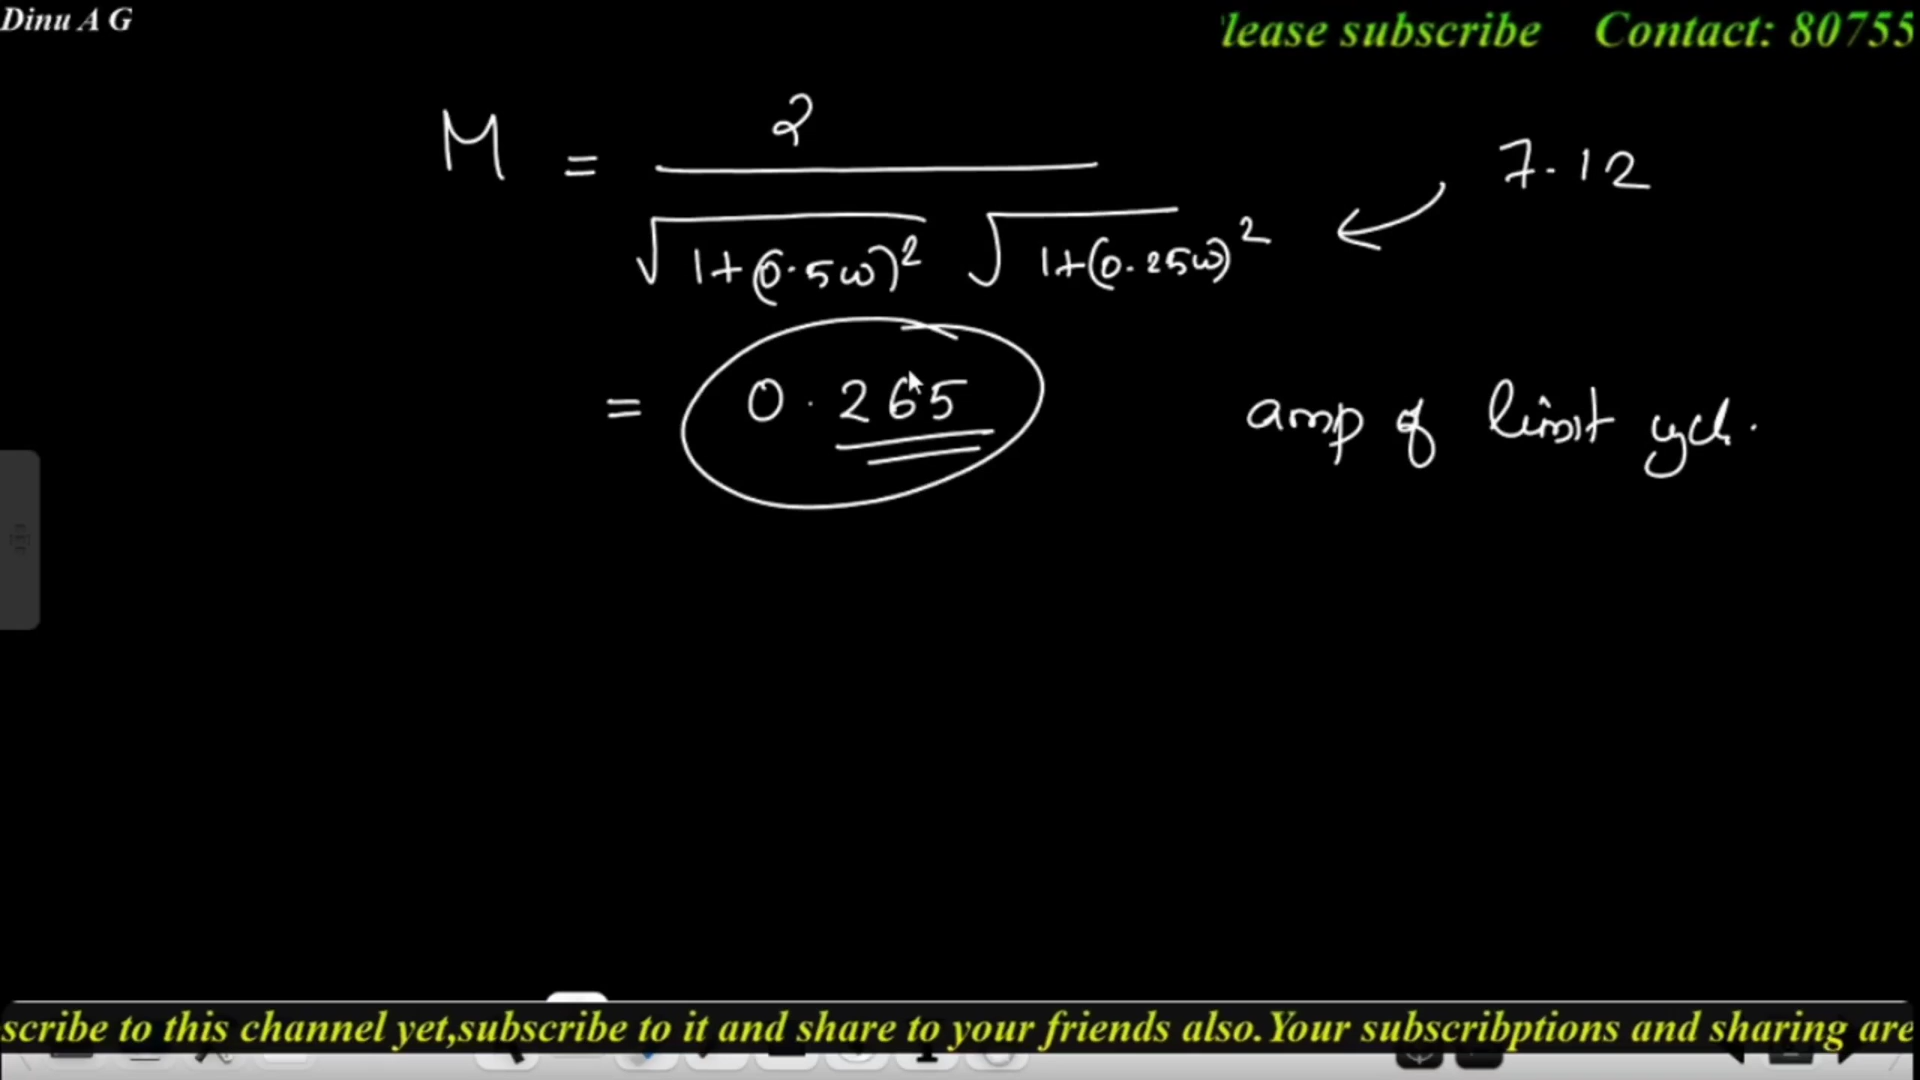 Dinu A G
lease subscribe Contact: 80755
M = 2 / √1+(0.5ω)² √1+(0.25ω)² ← 7.12
= 0.265 amp of limit cycl.
scribe to this channel yet,subscribe to it and share to your friends also.Your subscribptions and sharing are